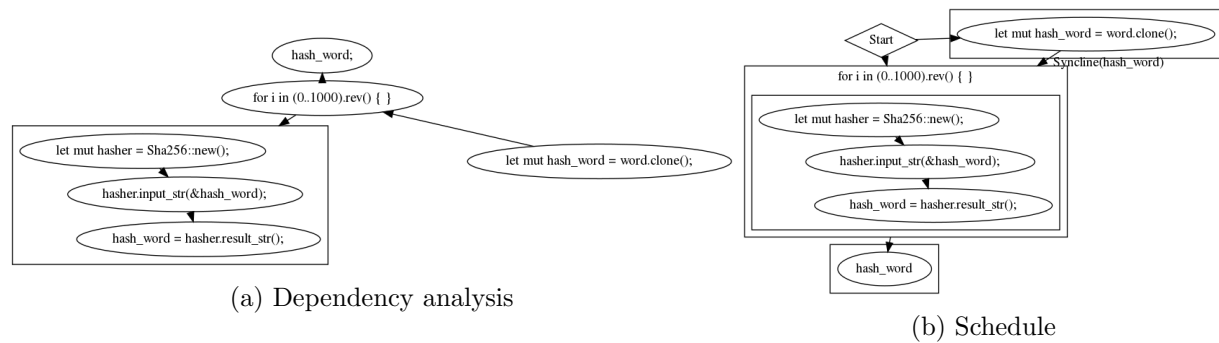 hash_word;
for i in (0..1000).rev() { }
let mut hasher = Sha256::new();
hasher.input_str(&hash_word);
hash_word = hasher.result_str();
let mut hash_word = word.clone();
(a) Dependency analysis
Start
let mut hash_word = word.clone();
Syncline(hash_word)
for i in (0..1000).rev() { }
let mut hasher = Sha256::new();
hasher.input_str(&hash_word);
hash_word = hasher.result_str();
hash_word
(b) Schedule